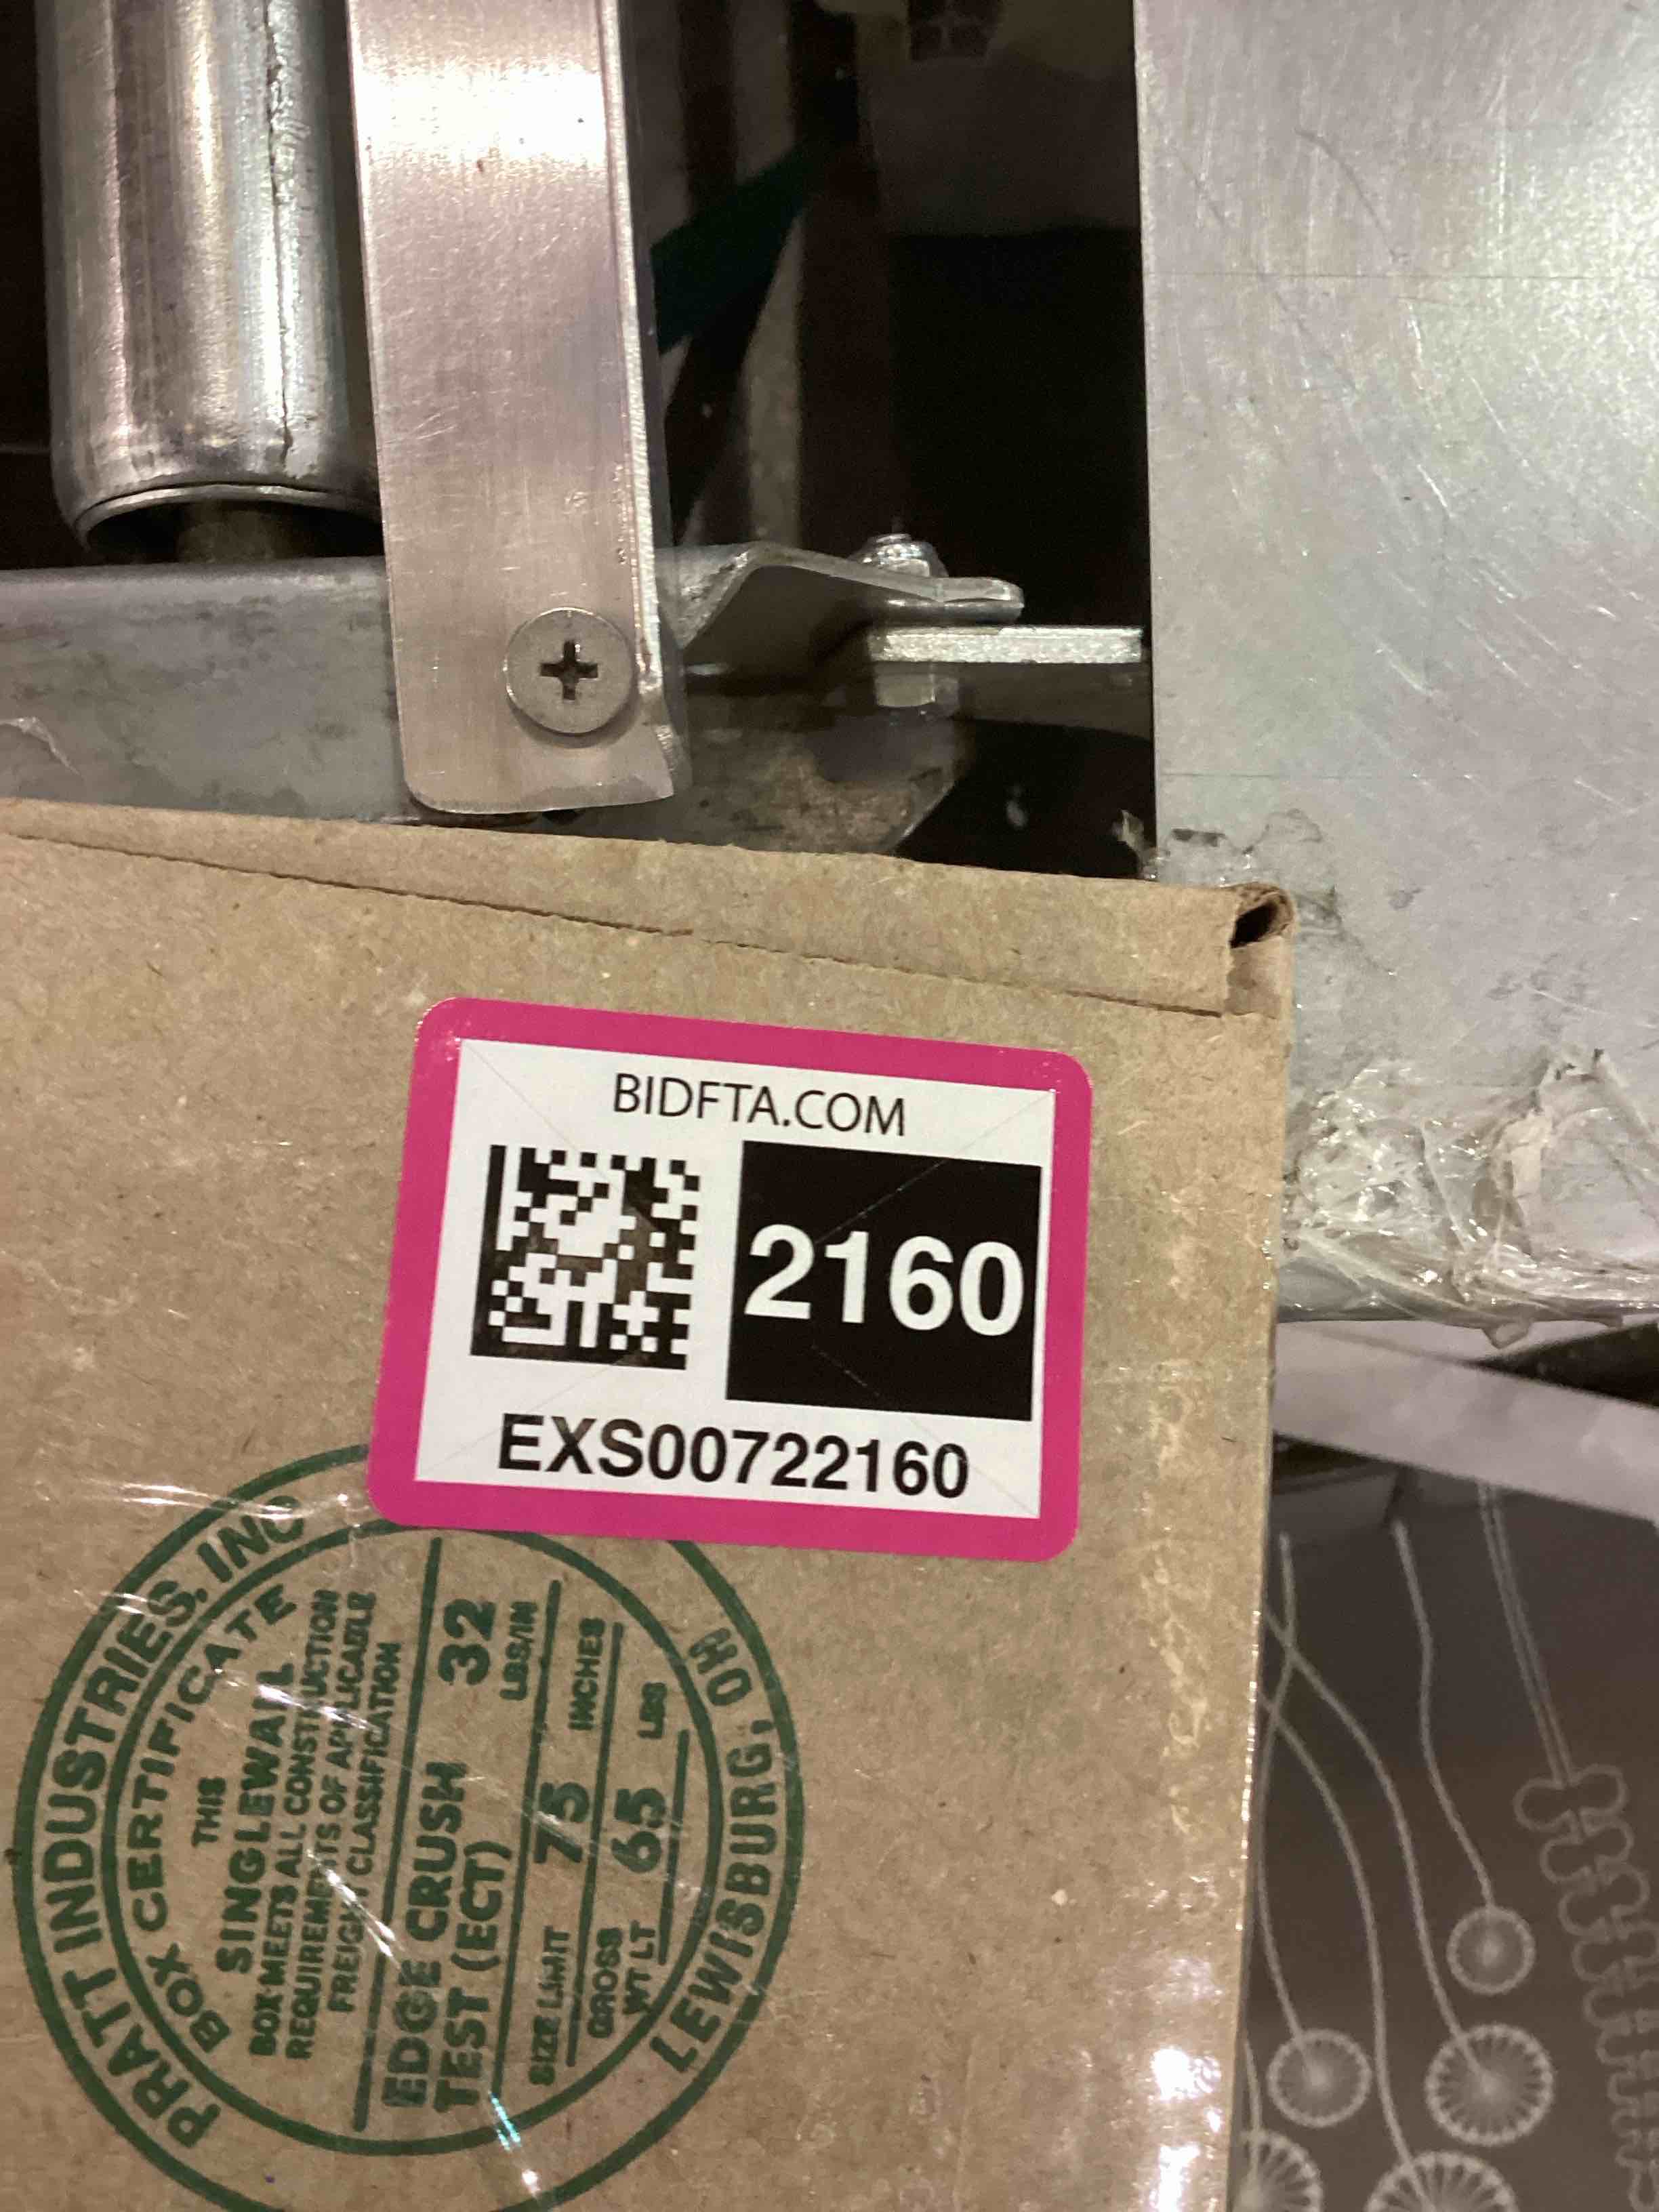 BIDFTA.COM
2160
EXS00722160
PRATT INDUSTRIES, INC
BOX CERTIFICATE
THIS
SINGLEWALL
BOX MEETS ALL CONSTRUCTION
REQUIREMENTS OF APPLICABLE
FREIGHT CLASSIFICATION
EDGE CRUSH
TEST (ECT) 32 LBS/IN
SIZE LIMIT 75 INCHES
GROSS
WT LT 65 LBS
LEWISBURG, OH